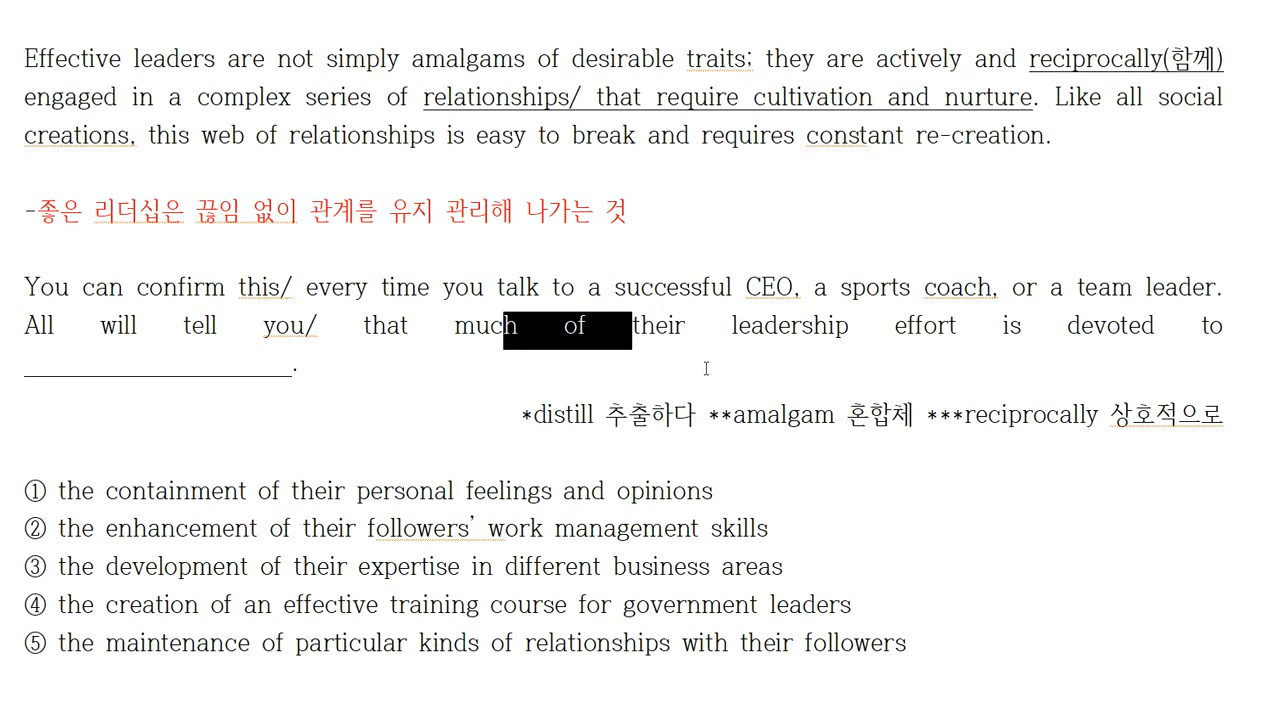 Effective leaders are not simply amalgams of desirable traits; they are actively and reciprocally(함께)
engaged in a complex series of relationships/ that require cultivation and nurture. Like all social
creations, this web of relationships is easy to break and requires constant re-creation.
-좋은 리더십은 끊임 없이 관계를 유지 관리해 나가는 것
You can confirm this/ every time you talk to a successful CEO, a sports coach, or a team leader.
All will tell you/ that much of their leadership effort is devoted to
____________________.
*distill 추출하다 **amalgam 혼합체 ***reciprocally 상호적으로
① the containment of their personal feelings and opinions
② the enhancement of their followers' work management skills
③ the development of their expertise in different business areas
④ the creation of an effective training course for government leaders
⑤ the maintenance of particular kinds of relationships with their followers